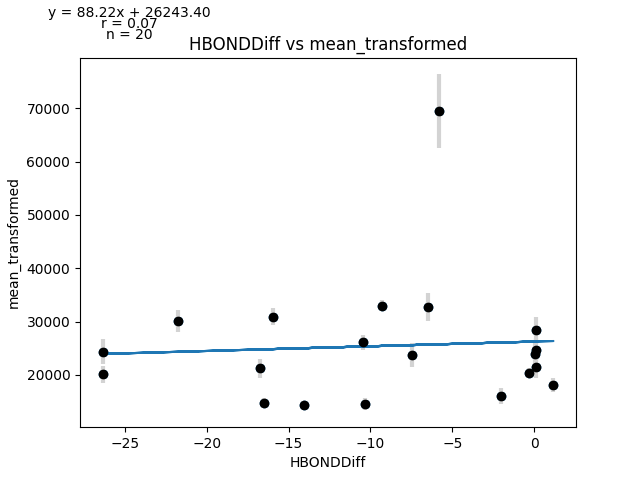 y = 88.22x + 26243.40
r = 0.07
n = 20
HBONDDiff vs mean_transformed
70000
60000
50000
40000
30000
20000
mean_transformed
−25
−20
−15
−10
−5
0
HBONDDiff